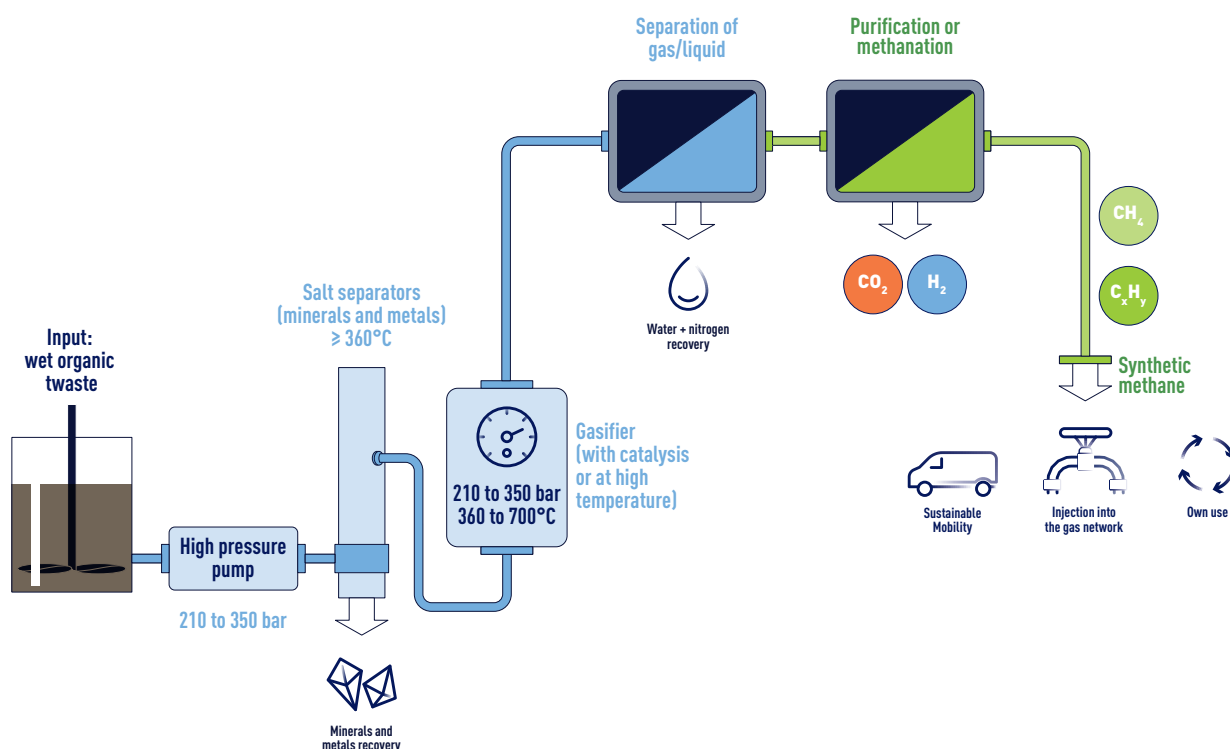 Separation of
gas/liquid
Purification or
methanation
CH4
CO2
H2
CxHy
Water + nitrogen
recovery
Salt separators
(minerals and metals)
≥ 360°C
Input:
wet organic
twaste
Synthetic
methane
Gasifier
(with catalysis
or at high
temperature)
210 to 350 bar
360 to 700°C
High pressure
pump
210 to 350 bar
Sustainable
Mobility
Injection into
the gas network
Own use
Minerals and
metals recovery